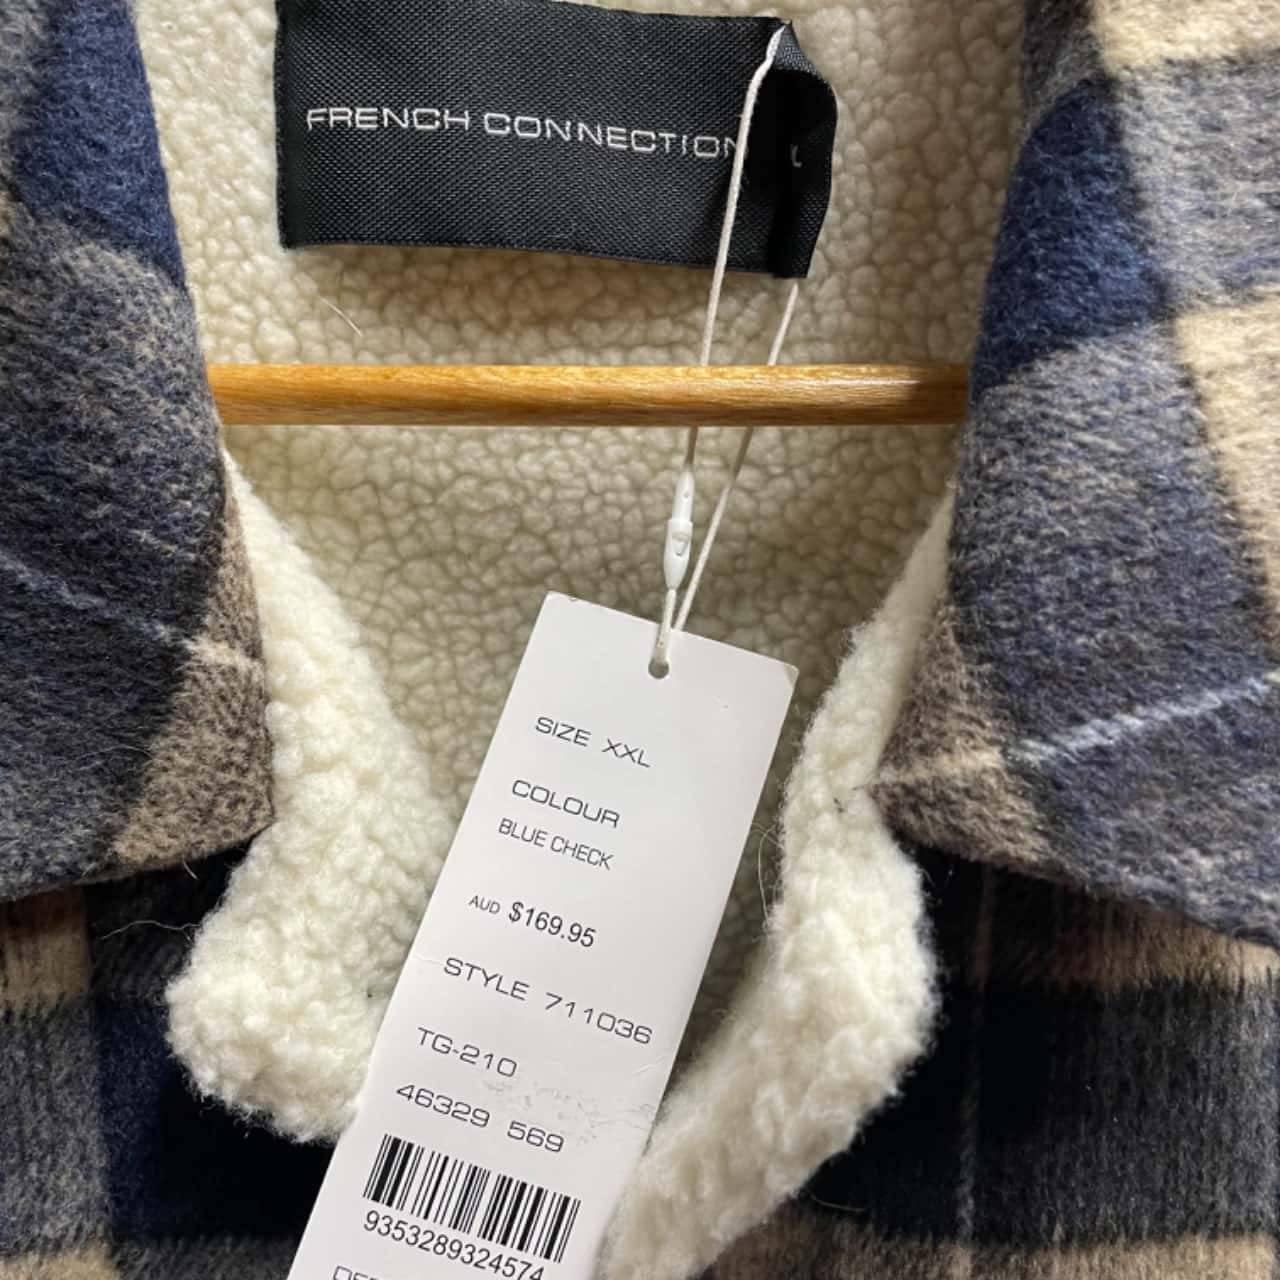 FRENCH CONNECTION
SIZE XXL
COLOUR
BLUE CHECK
AUD $169.95
STYLE 711036
TG-210
46329 569
9353289324574